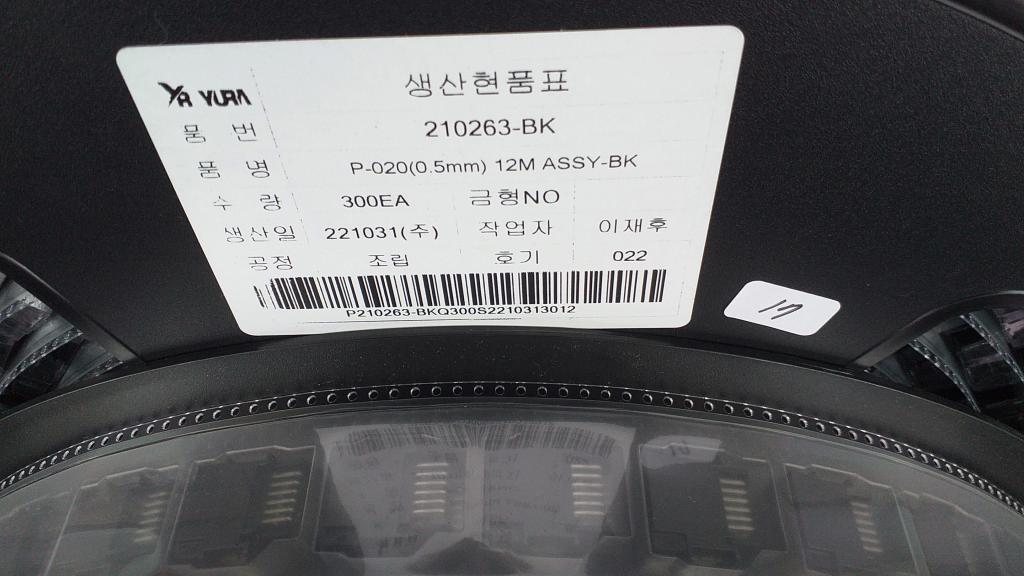 YR YURA
생산현품표
품 번 210263-BK
품 명 P-020(0.5mm) 12M ASSY-BK
수 량 300EA 금형NO
생산일 221031(주) 작업자 이재후
공정 조립 호기 022
P210263-BKQ300S2210313012
17